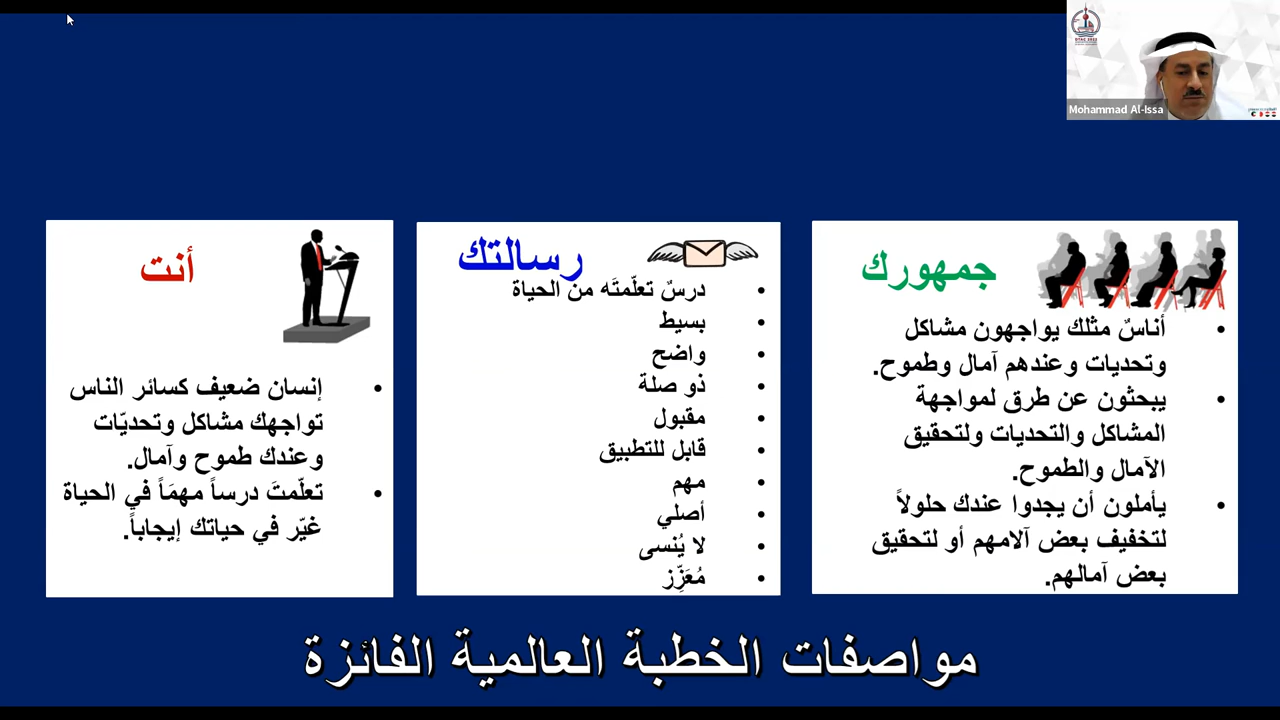 DTAC 2022
Mohammad Al-Issa
جمهورك
أناسٌ مثلك يواجهون مشاكل
وتحديات وعندهم آمال وطموح.
يبحثون عن طرق لمواجهة
المشاكل والتحديات ولتحقيق
الآمال والطموح.
يأملون أن يجدوا عندك حلولاً
لتخفيف بعض آلامهم أو لتحقيق
بعض آمالهم.
رسالتك
درسٌ تعلّمتَه من الحياة
بسيط
واضح
ذو صلة
مقبول
قابل للتطبيق
مهم
أصلي
لا يُنسى
مُعَزِّز
أنت
إنسان ضعيف كسائر الناس
تواجهك مشاكل وتحديّات
وعندك طموح وآمال.
تعلّمتَ درساً مهمَاً في الحياة
غيّر في حياتك إيجاباً.
مواصفات الخطبة العالمية الفائزة